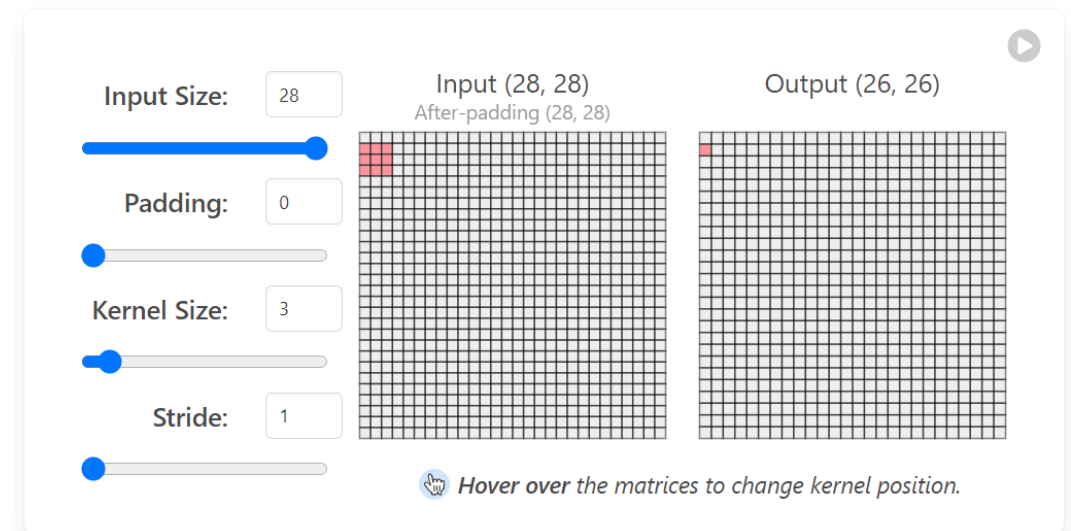 Input Size: 28
Padding: 0
Kernel Size: 3
Stride: 1
Input (28, 28)
After-padding (28, 28)
Output (26, 26)
Hover over the matrices to change kernel position.